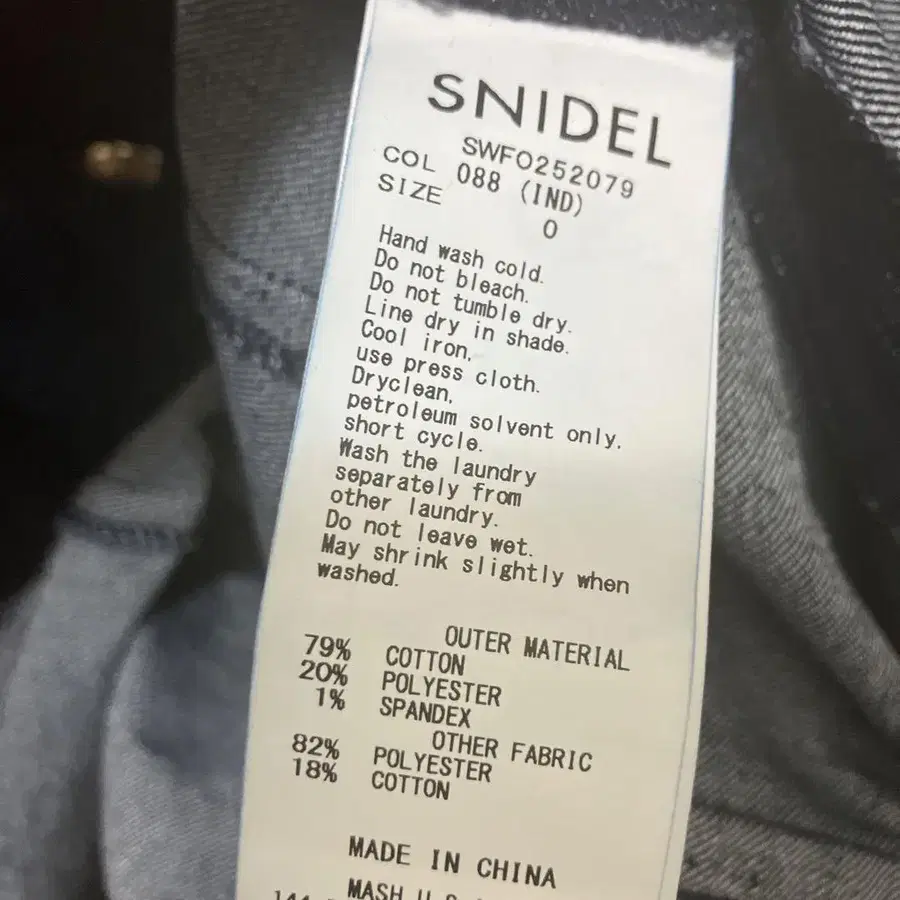 SNIDEL
SWFO252079
COL 088 (IND)
SIZE 0
Hand wash cold.
Do not bleach.
Do not tumble dry.
Line dry in shade.
Cool iron,
use press cloth.
Dryclean,
petroleum solvent only,
short cycle.
Wash the laundry
separately from
other laundry.
Do not leave wet.
May shrink slightly when
washed.
OUTER MATERIAL
79% COTTON
20% POLYESTER
1% SPANDEX
OTHER FABRIC
82% POLYESTER
18% COTTON
MADE IN CHINA
MASH